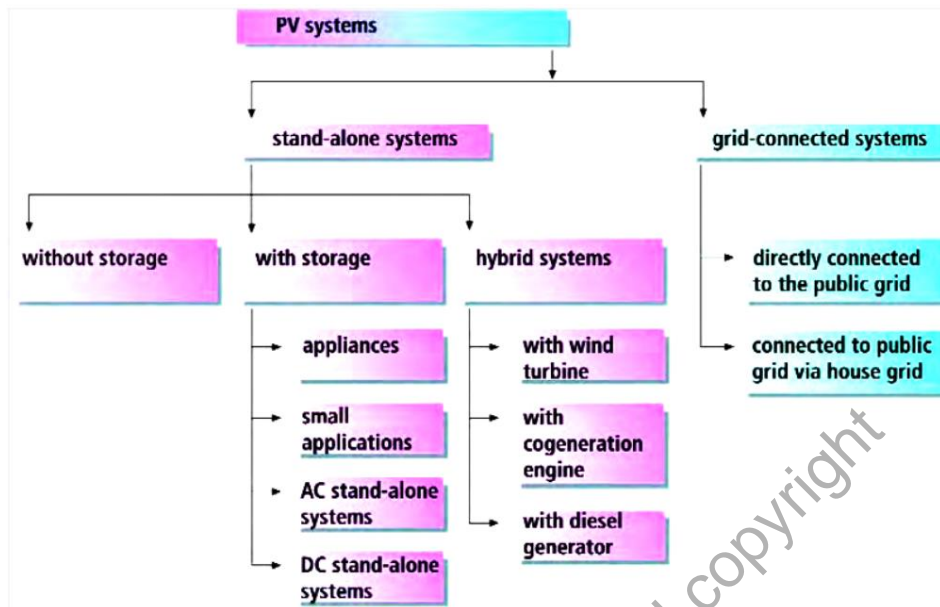 PV systems
stand-alone systems
grid-connected systems
without storage
with storage
hybrid systems
directly connected
to the public grid
appliances
with wind
turbine
connected to public
grid via house grid
small
applications
with
cogeneration
engine
AC stand-alone
systems
with diesel
generator
DC stand-alone
systems
copyright